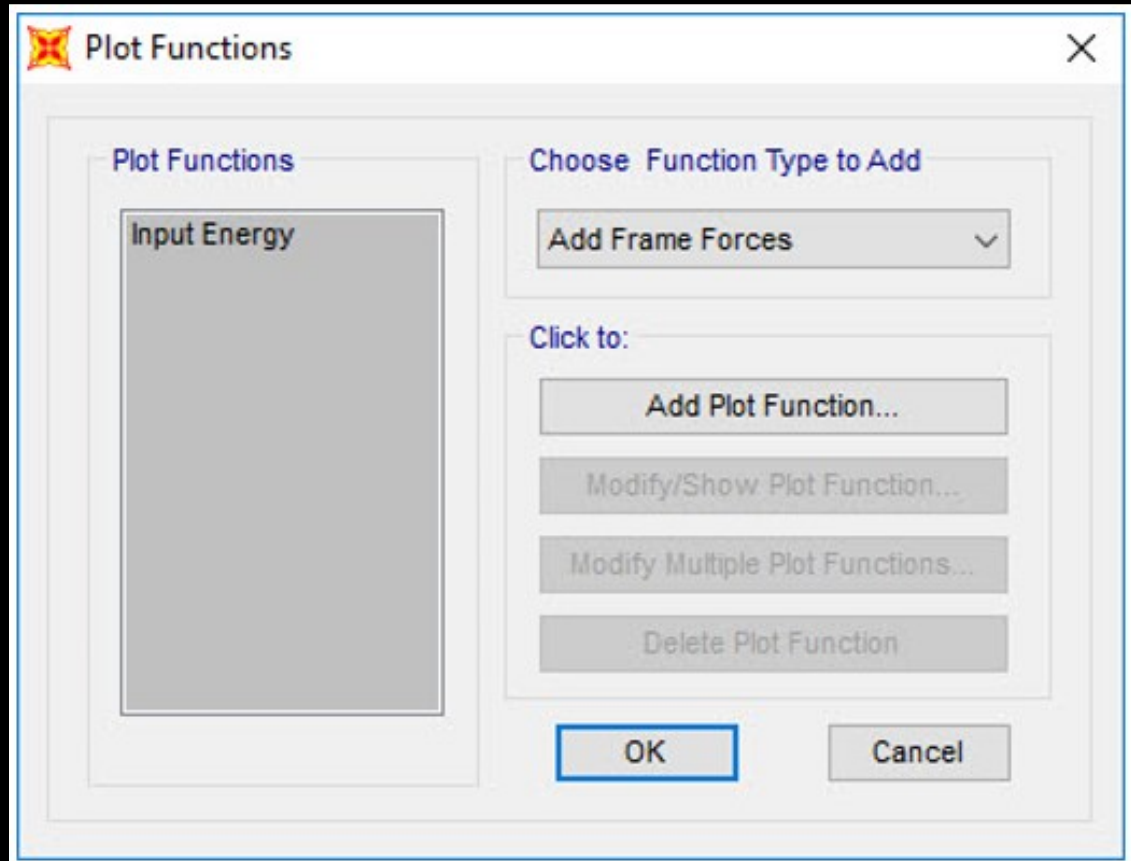 Plot Functions
Plot Functions
Input Energy
Choose Function Type to Add
Add Frame Forces
Click to:
Add Plot Function...
Modify/Show Plot Function...
Modify Multiple Plot Functions...
Delete Plot Function
OK
Cancel